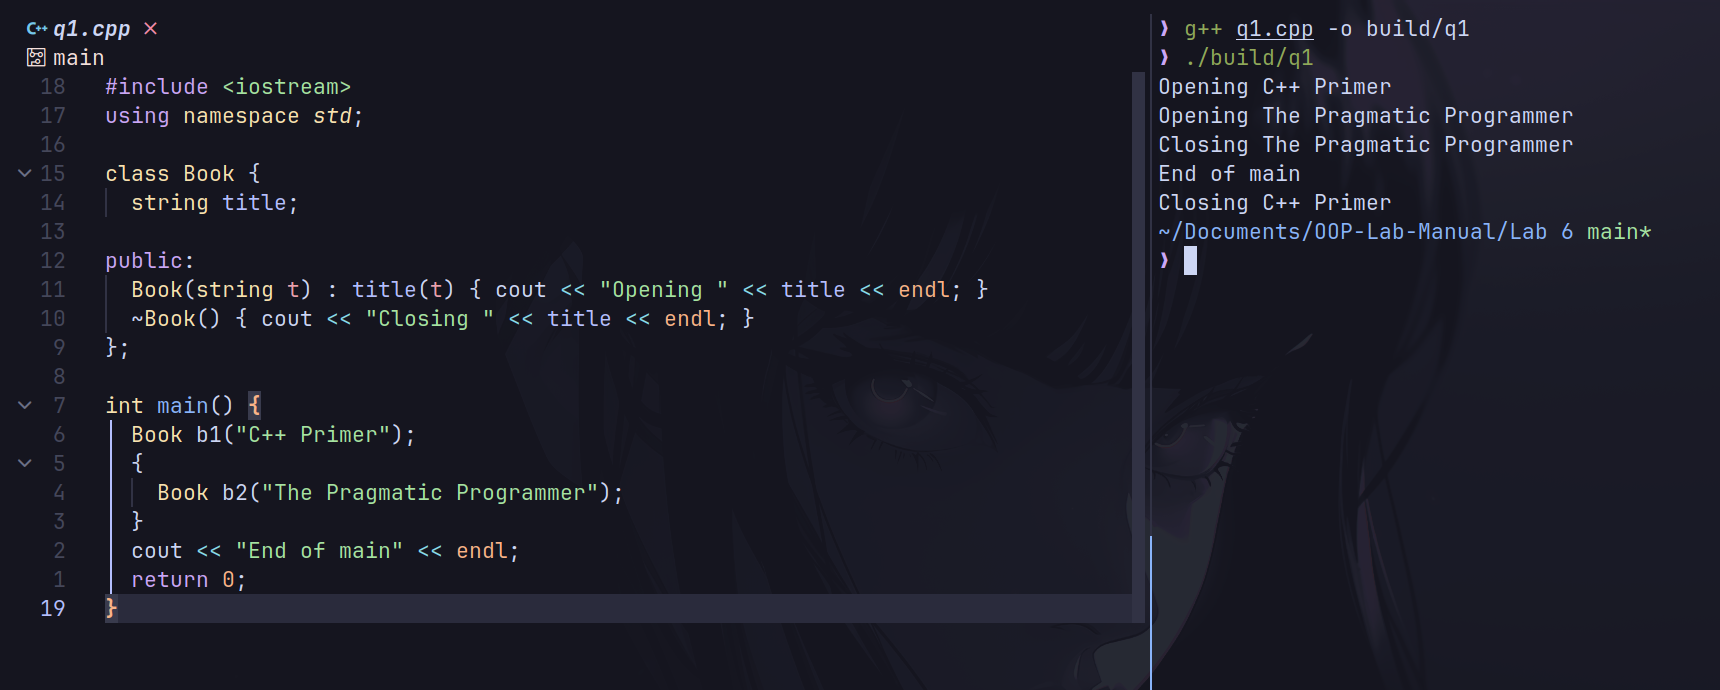 C++ q1.cpp ×
main
18 #include <iostream>
17 using namespace std;
16
15 class Book {
14 string title;
13
12 public:
11 Book(string t) : title(t) { cout << "Opening " << title << endl; }
10 ~Book() { cout << "Closing " << title << endl; }
9 };
8
7 int main() {
6 Book b1("C++ Primer");
5 {
4 Book b2("The Pragmatic Programmer");
3 }
2 cout << "End of main" << endl;
1 return 0;
19 }
❯ g++ q1.cpp -o build/q1
❯ ./build/q1
Opening C++ Primer
Opening The Pragmatic Programmer
Closing The Pragmatic Programmer
End of main
Closing C++ Primer
~/Documents/OOP-Lab-Manual/Lab 6 main*
❯